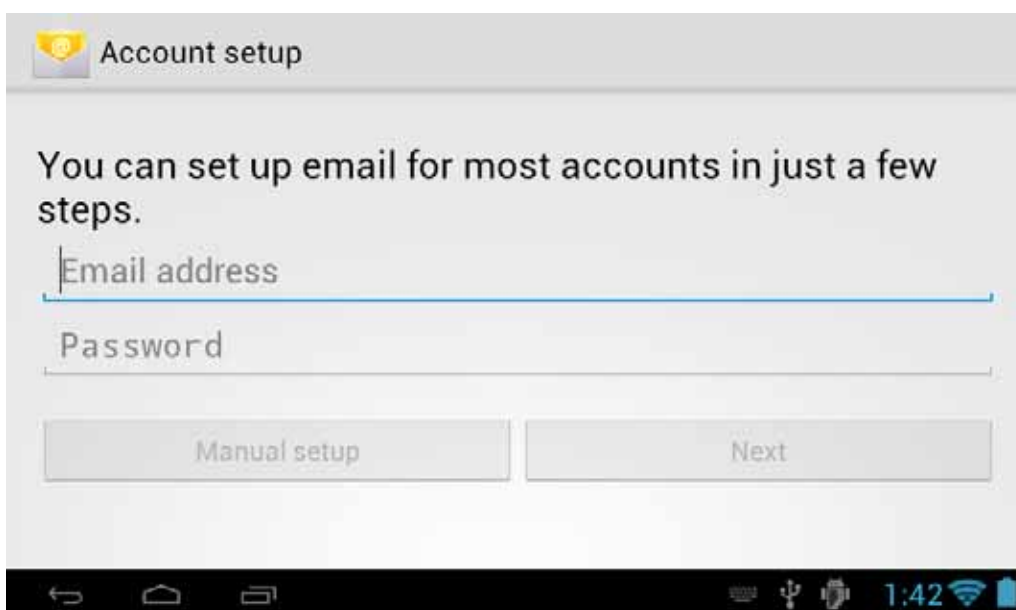 Account setup
You can set up email for most accounts in just a few
steps.
Email address
Password
Manual setup Next
1:42